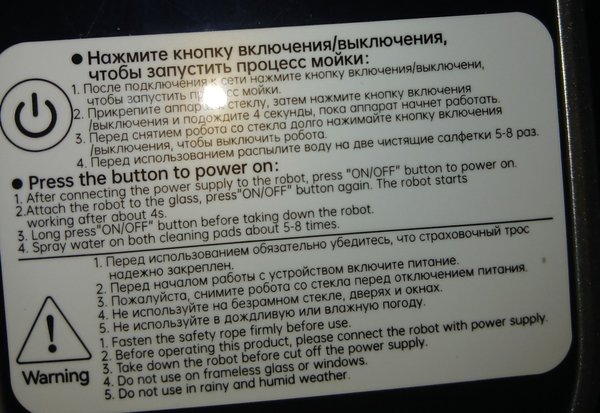 • Нажмите кнопку включения/выключения,
чтобы запустить процесс мойки:
1. После подключения к сети нажмите кнопку включения/выключени,
чтобы запустить процесс мойки.
2. Прикрепите аппарат стеклу, затем нажмите кнопку включения
/выключения и подождите 4 секунды, пока аппарат начнет работать.
3. Перед снятием робота со стекла долго нажимайте кнопку включения
/выключения, чтобы выключить робота.
4. Перед использованием распылите воду на две чистящие салфетки 5-8 раз.
• Press the button to power on:
1. After connecting the power supply to the robot, press "ON/OFF" button to power on.
2.Attach the robot to the glass, press"ON/OFF" button again. The robot starts
working after about 4s.
3. Long press"ON/OFF" button before taking down the robot.
4. Spray water on both cleaning pads about 5-8 times.
1. Перед использованием обязательно убедитесь, что страховочный трос
надежно закреплен.
2. Перед началом работы с устройством включите питание.
3. Пожалуйста, снимите робота со стекла перед отключением питания.
4. Не используйте на безрамном стекле, дверях и окнах.
5. Не используйте в дождливую или влажную погоду.
Warning
1. Fasten the safety rope firmly before use.
2. Before operating this product, please connect the robot with power supply.
3. Take down the robot before cut off the power supply.
4. Do not use on frameless glass or windows.
5. Do not use in rainy and humid weather.